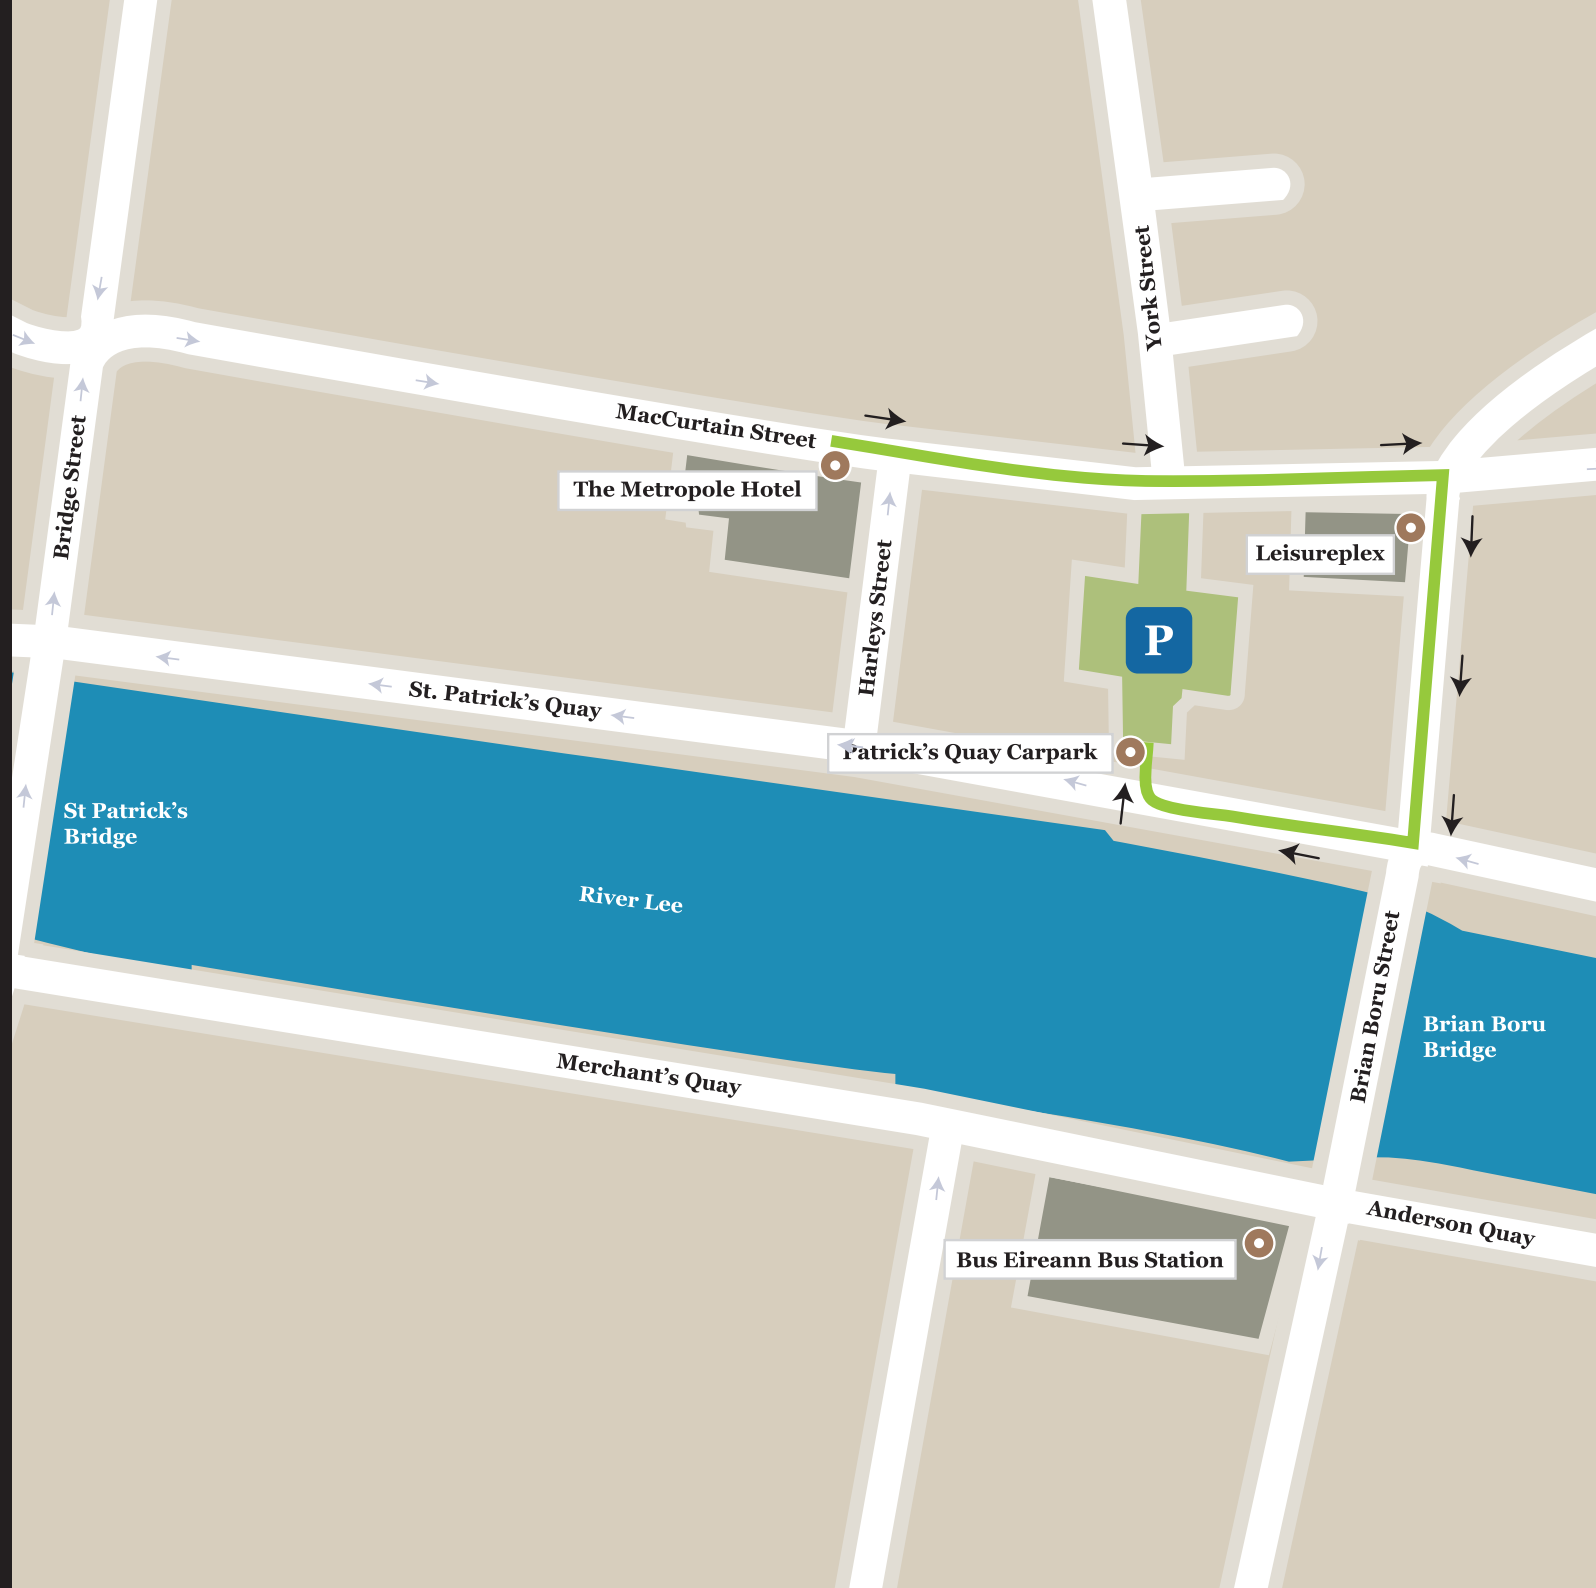 York Street
MacCurtain Street
Bridge Street
The Metropole Hotel
Leisureplex
Harleys Street
P
St. Patrick's Quay
Patrick's Quay Carpark
St Patrick's
Bridge
River Lee
Brian Boru Street
Brian Boru
Bridge
Merchant's Quay
Anderson Quay
Bus Eireann Bus Station